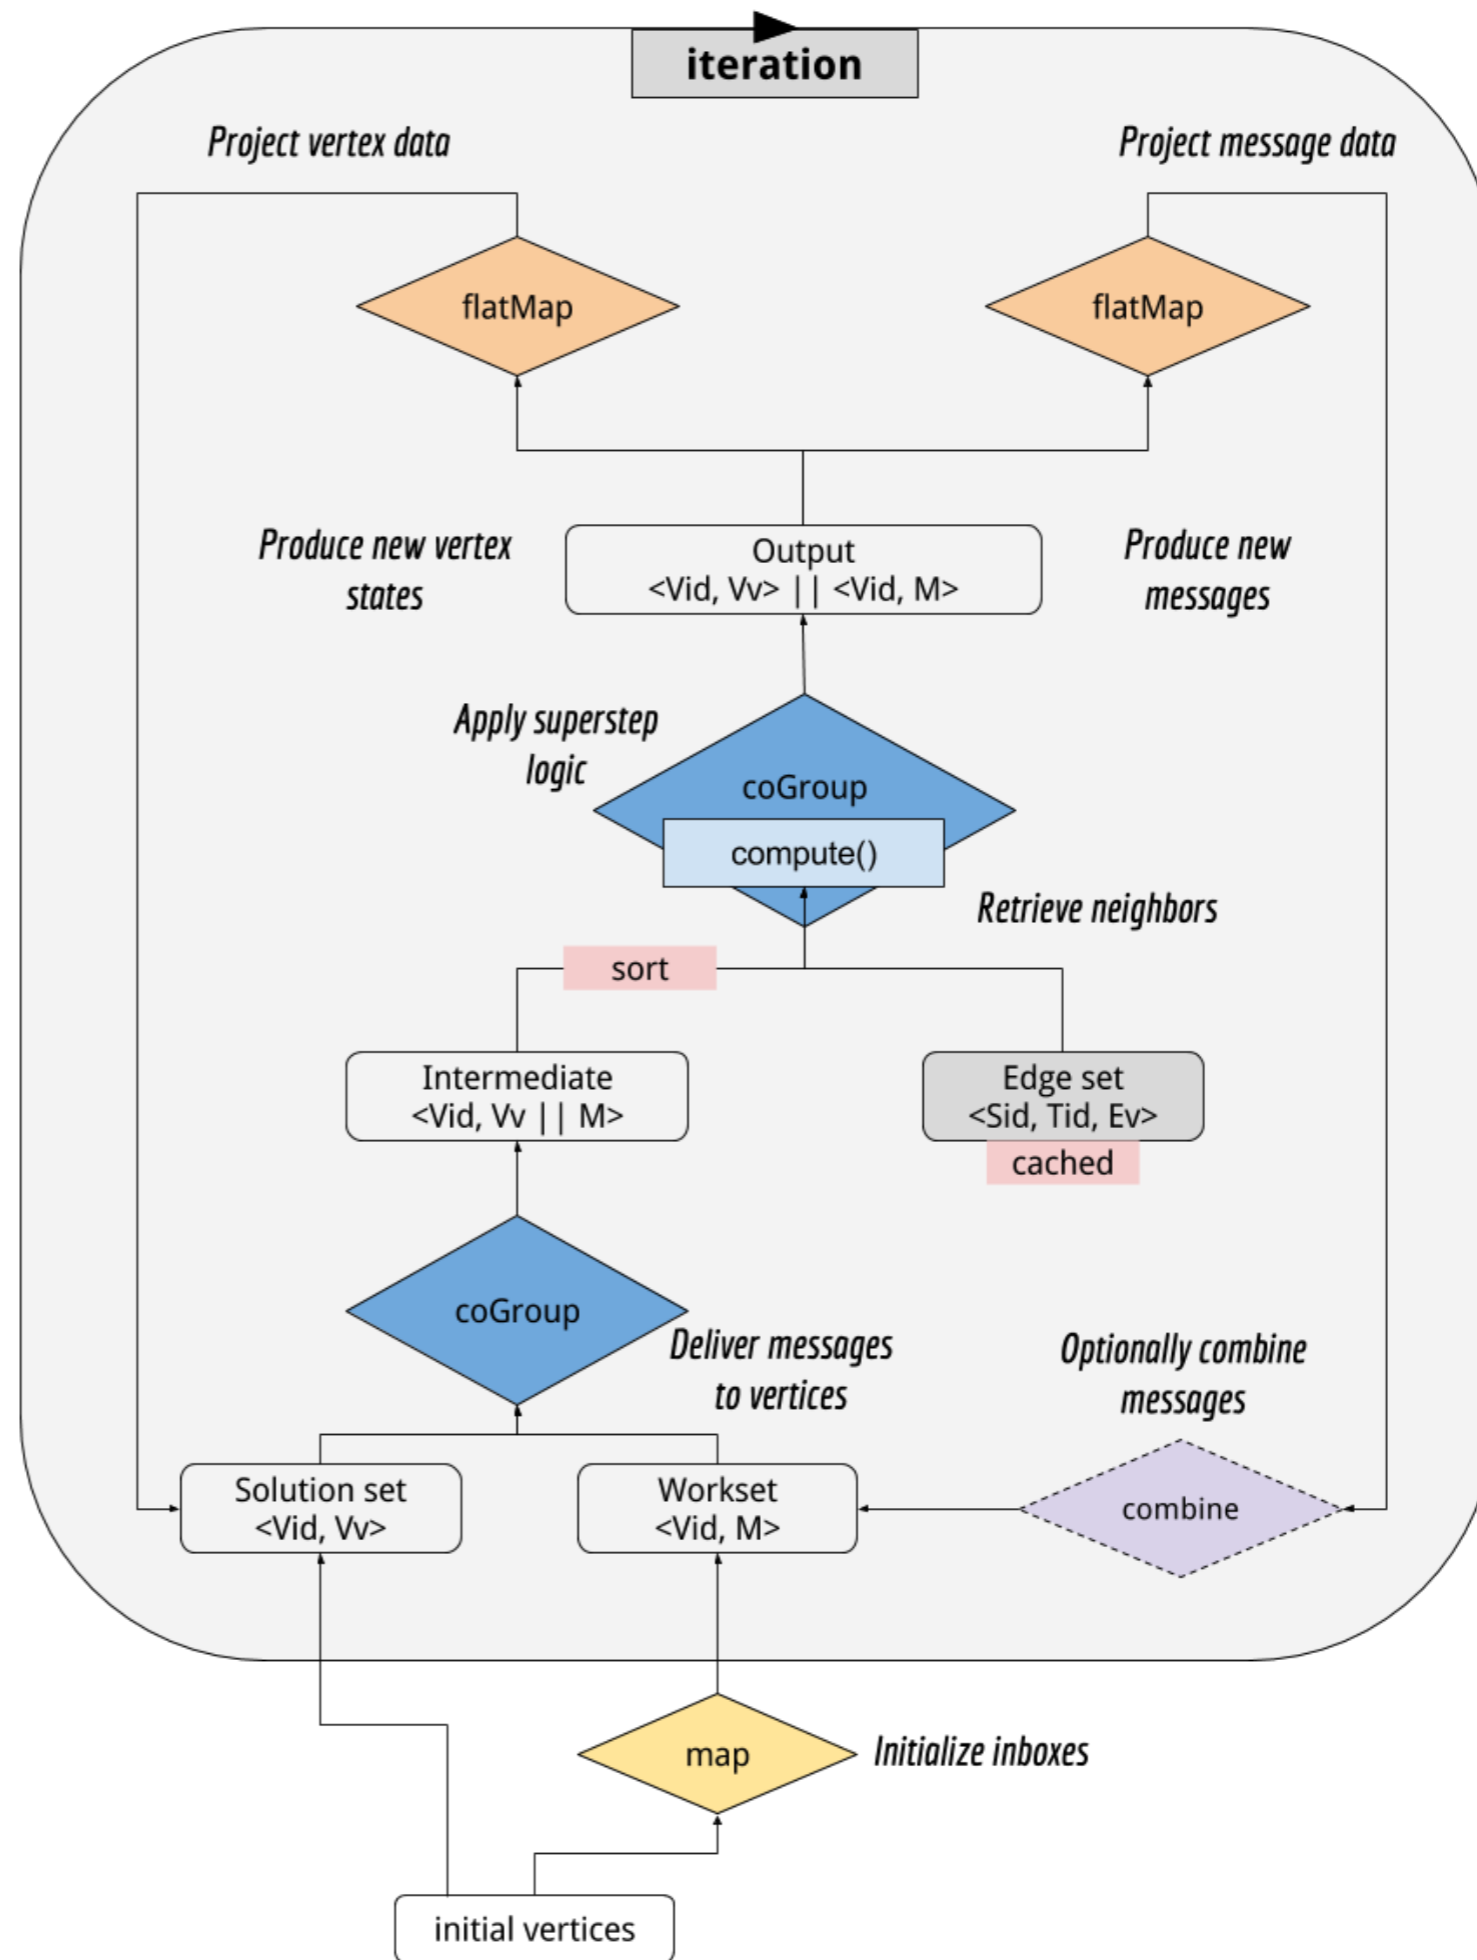 iteration
Project vertex data
Project message data
flatMap
flatMap
Produce new vertex
states
Output
<Vid, Vv> || <Vid, M>
Produce new
messages
Apply superstep
logic
coGroup
compute()
Retrieve neighbors
sort
Intermediate
<Vid, Vv || M>
Edge set
<Sid, Tid, Ev>
cached
coGroup
Deliver messages
to vertices
Optionally combine
messages
Solution set
<Vid, Vv>
Workset
<Vid, M>
combine
map
Initialize inboxes
initial vertices